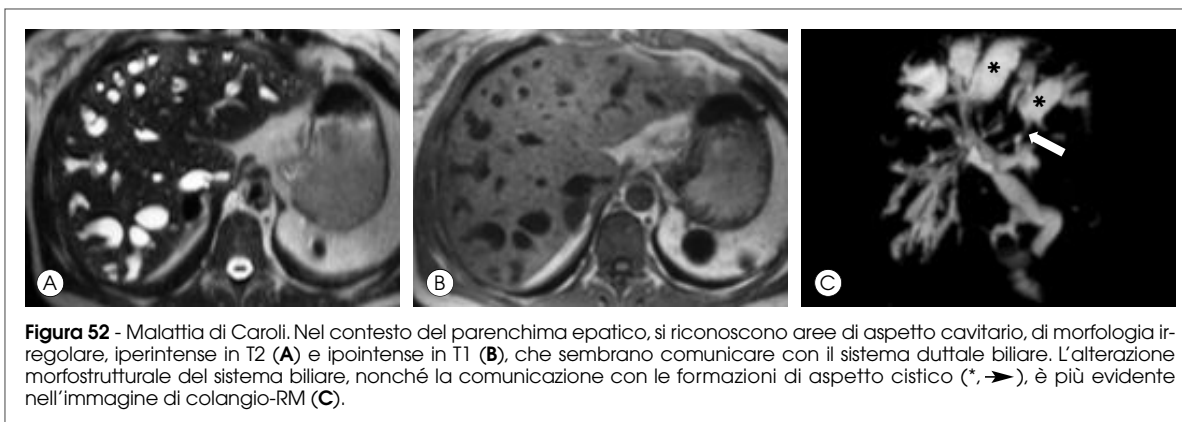 A
B
C
*
*
Figura 52 - Malattia di Caroli. Nel contesto del parenchima epatico, si riconoscono aree di aspetto cavitario, di morfologia ir-
regolare, iperintense in T2 (A) e ipointense in T1 (B), che sembrano comunicare con il sistema duttale biliare. L'alterazione
morfostrutturale del sistema biliare, nonché la comunicazione con le formazioni di aspetto cistico (*, ➔), è più evidente
nell'immagine di colangio-RM (C).